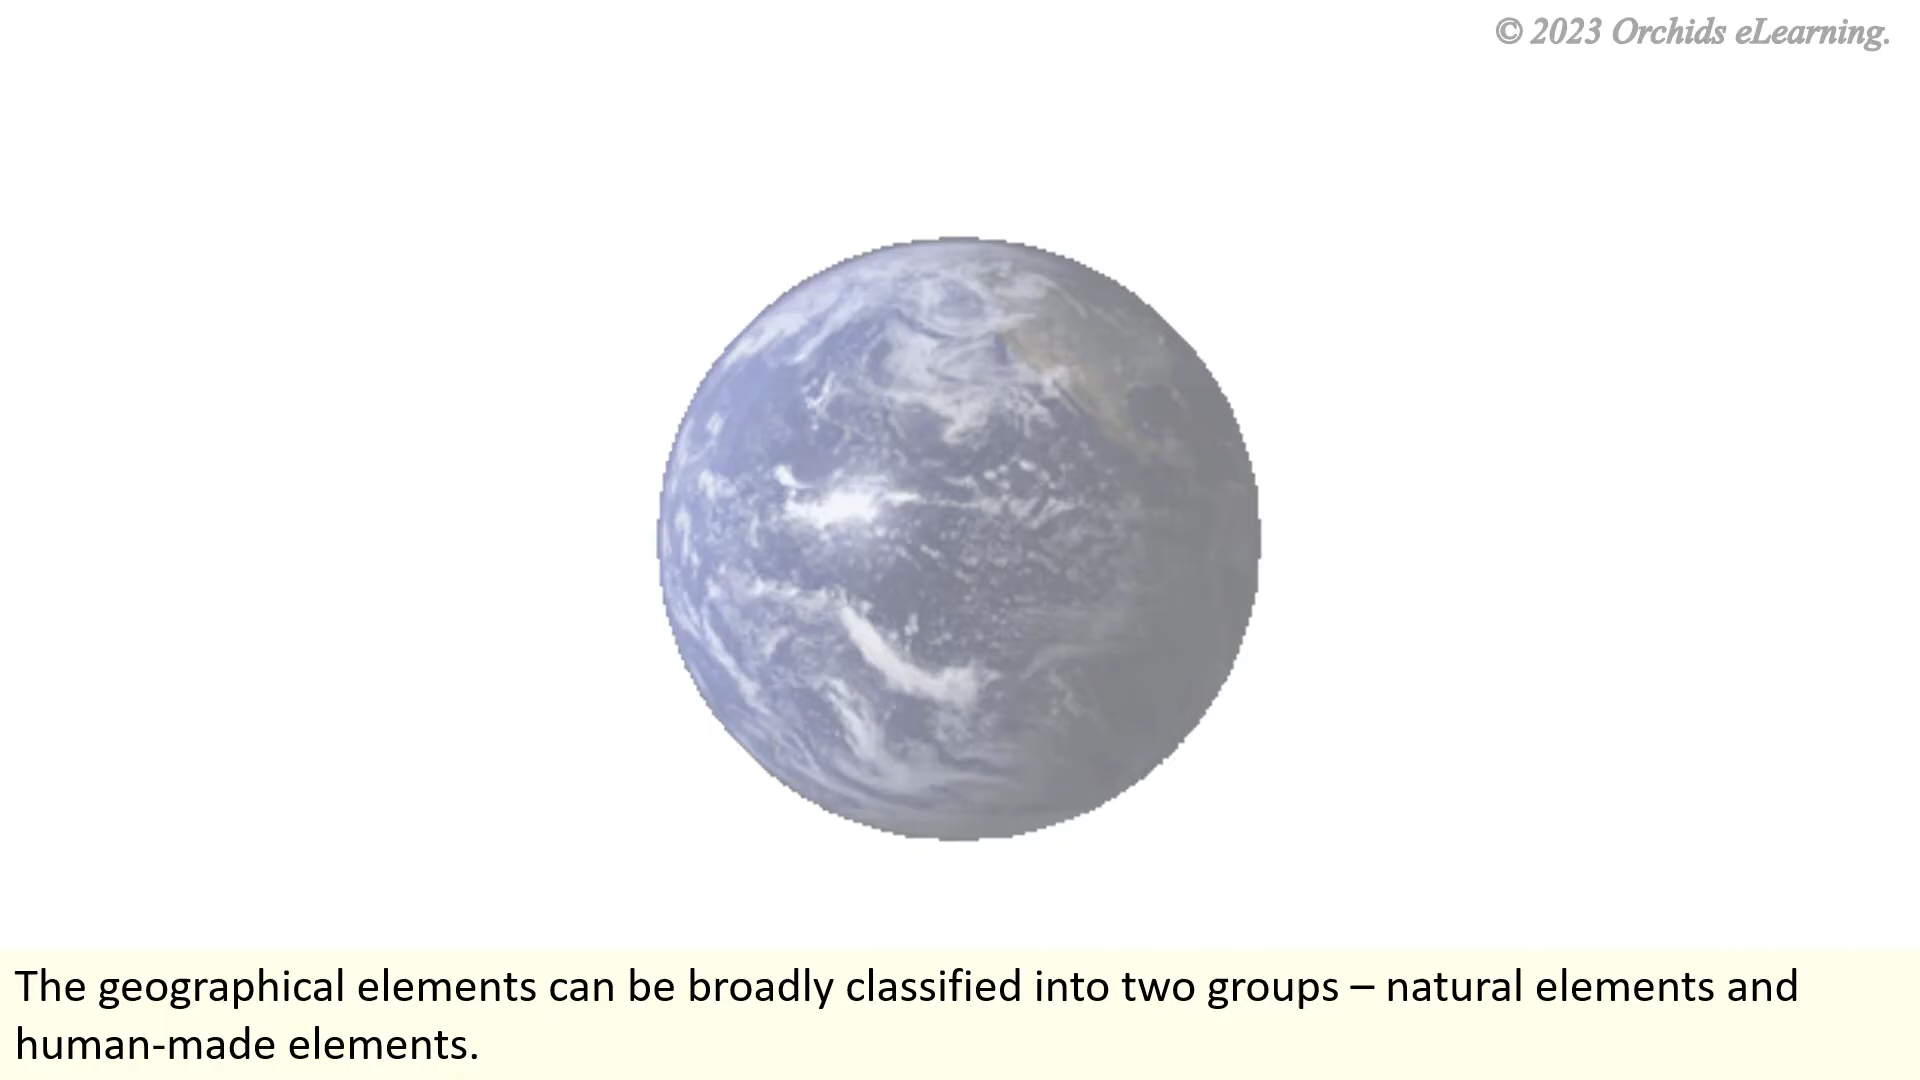 © 2023 Orchids eLearning.
The geographical elements can be broadly classified into two groups – natural elements and
human-made elements.